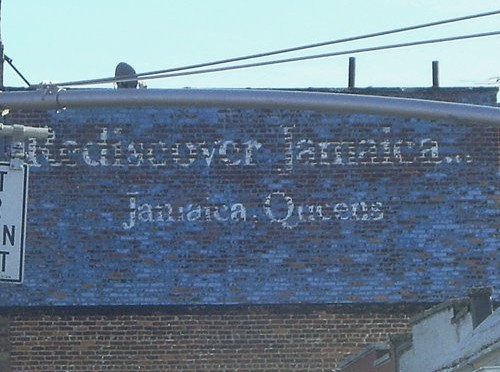 Rediscover Jamaica...
Jamaica, Queens